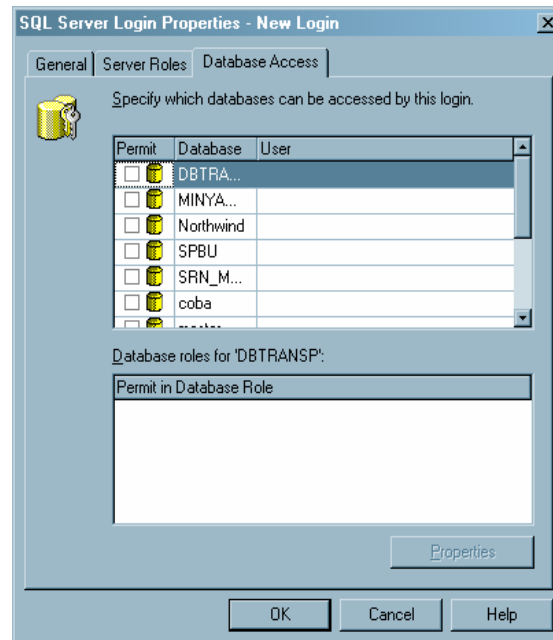 SQL Server Login Properties - New Login
General Server Roles Database Access
Specify which databases can be accessed by this login.
Permit Database User
DBTRA...
MINYA...
Northwind
SPBU
SRN_M...
coba
Database roles for 'DBTRANSP':
Permit in Database Role
Properties
OK Cancel Help